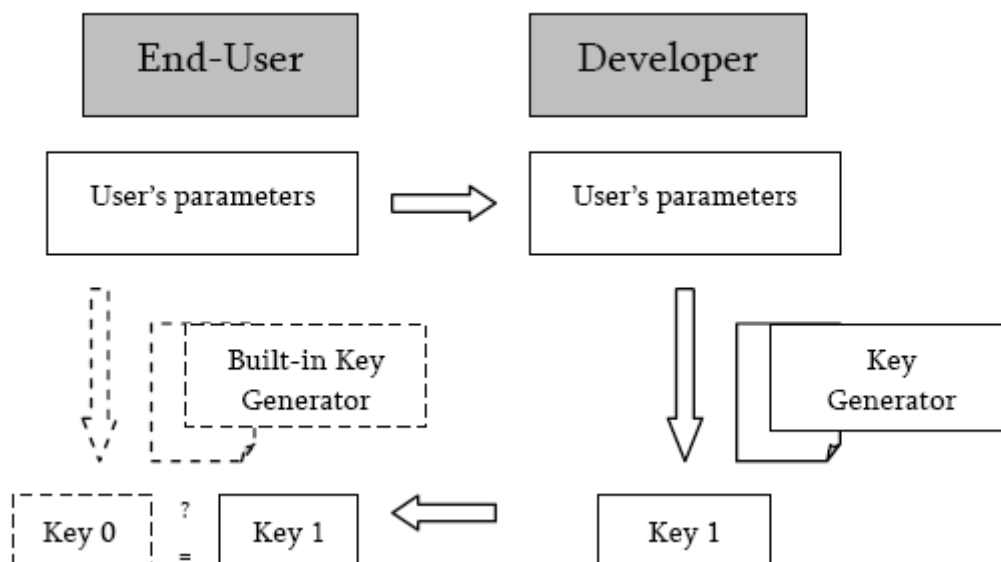 End-User
Developer
User's parameters
User's parameters
Built-in Key
Generator
Key
Generator
Key 0
?
=
Key 1
Key 1